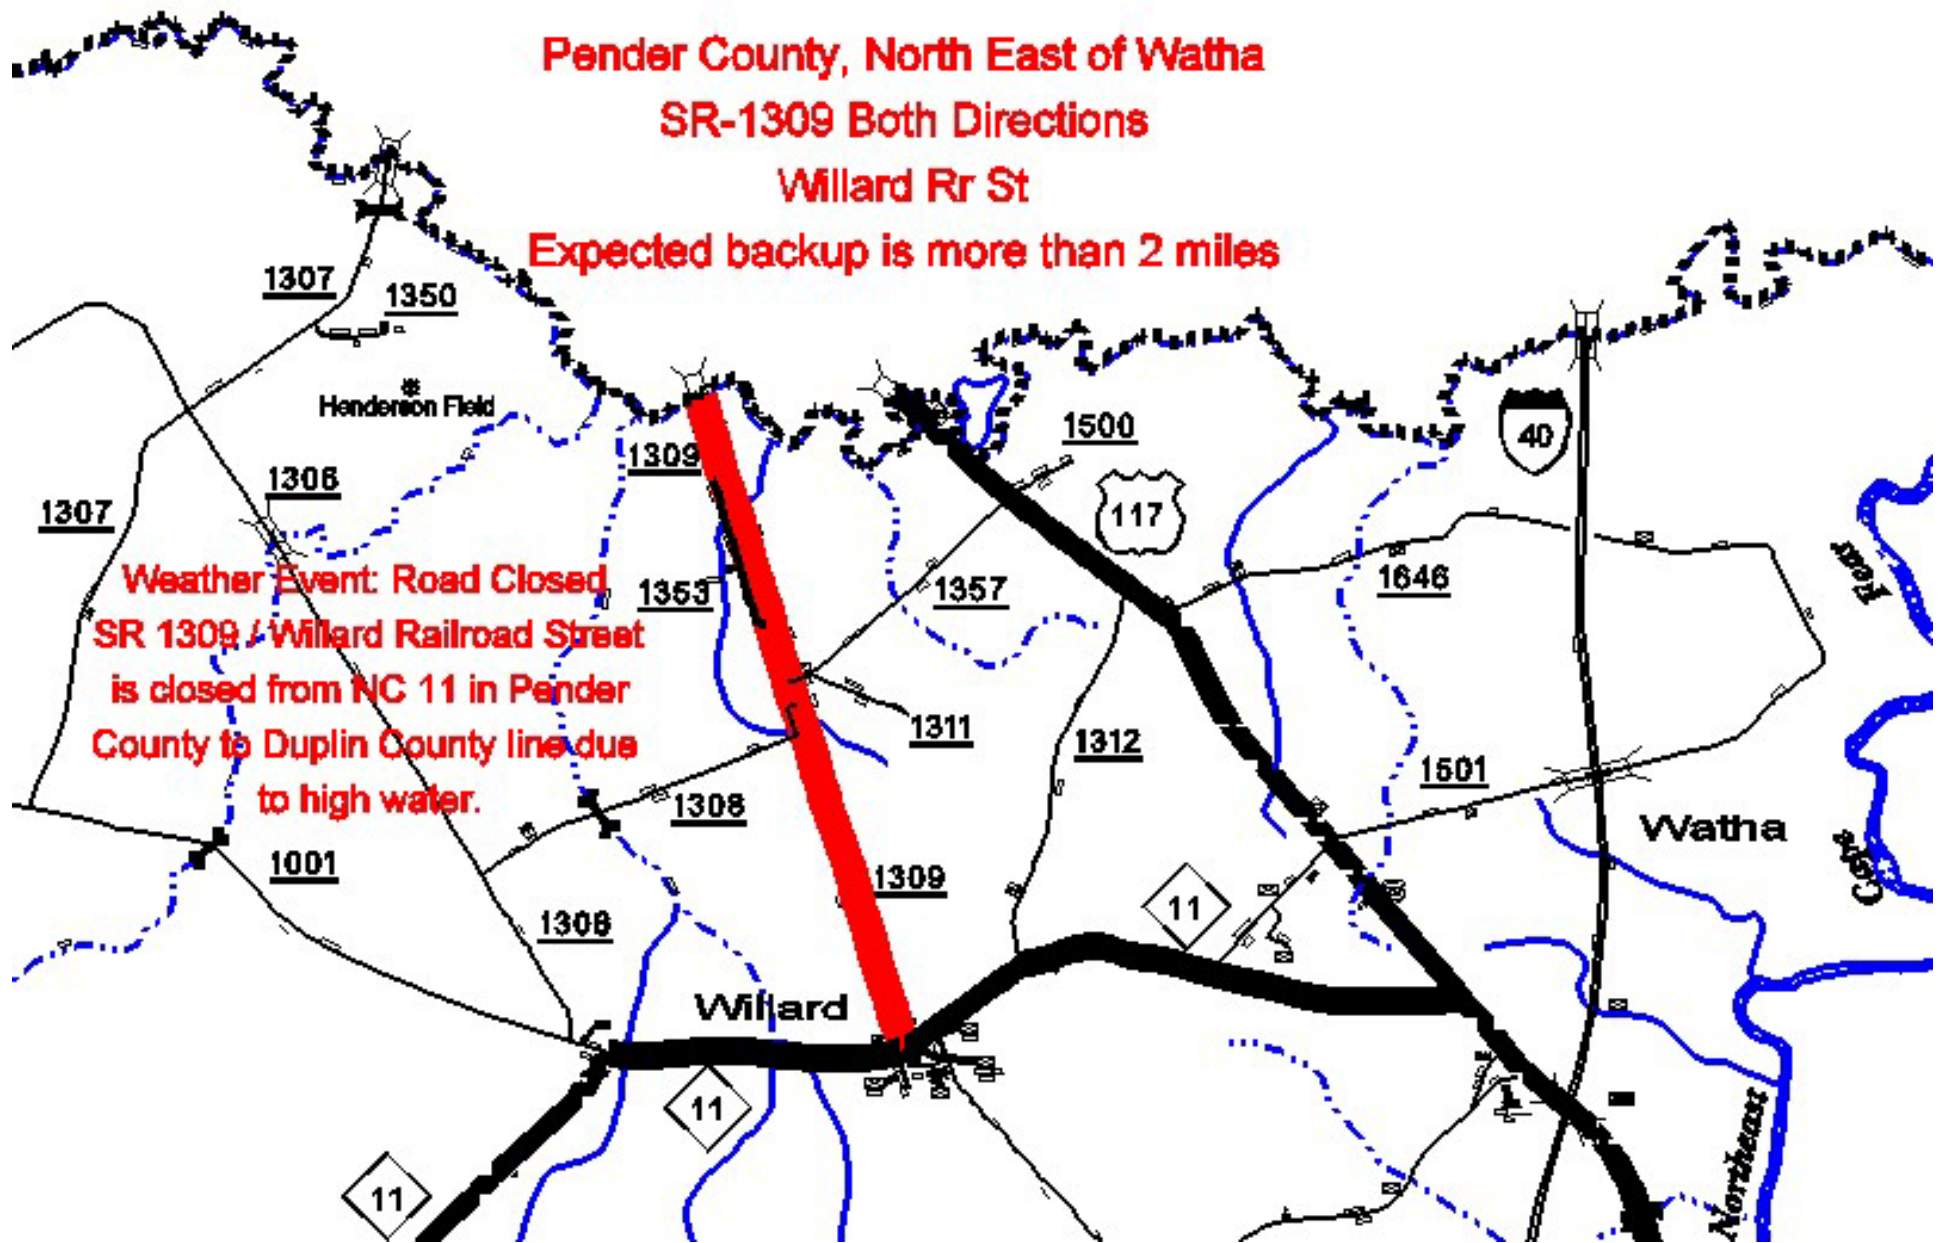 Pender County, North East of Watha
SR-1309 Both Directions
Willard Rr St
Expected backup is more than 2 miles
1307
1350
Henderson Field
1306
1307
1309
1500
117
40
1353
1357
1646
Fear
Weather Event: Road Closed
SR 1309 / Willard Railroad Street
is closed from NC 11 in Pender
County to Duplin County line due
to high water.
1311
1312
1501
1308
Watha
Cape
1001
1309
11
1308
Willard
11
11
Northeast